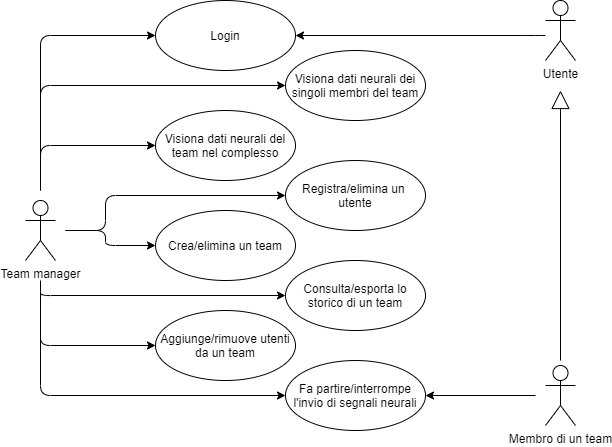 Login
Utente
Visiona dati neurali dei
singoli membri del team
Visiona dati neurali del
team nel complesso
Registra/elimina un
utente
Crea/elimina un team
Team manager
Consulta/esporta lo
storico di un team
Aggiunge/rimuove utenti
da un team
Fa partire/interrompe
l'invio di segnali neurali
Membro di un team